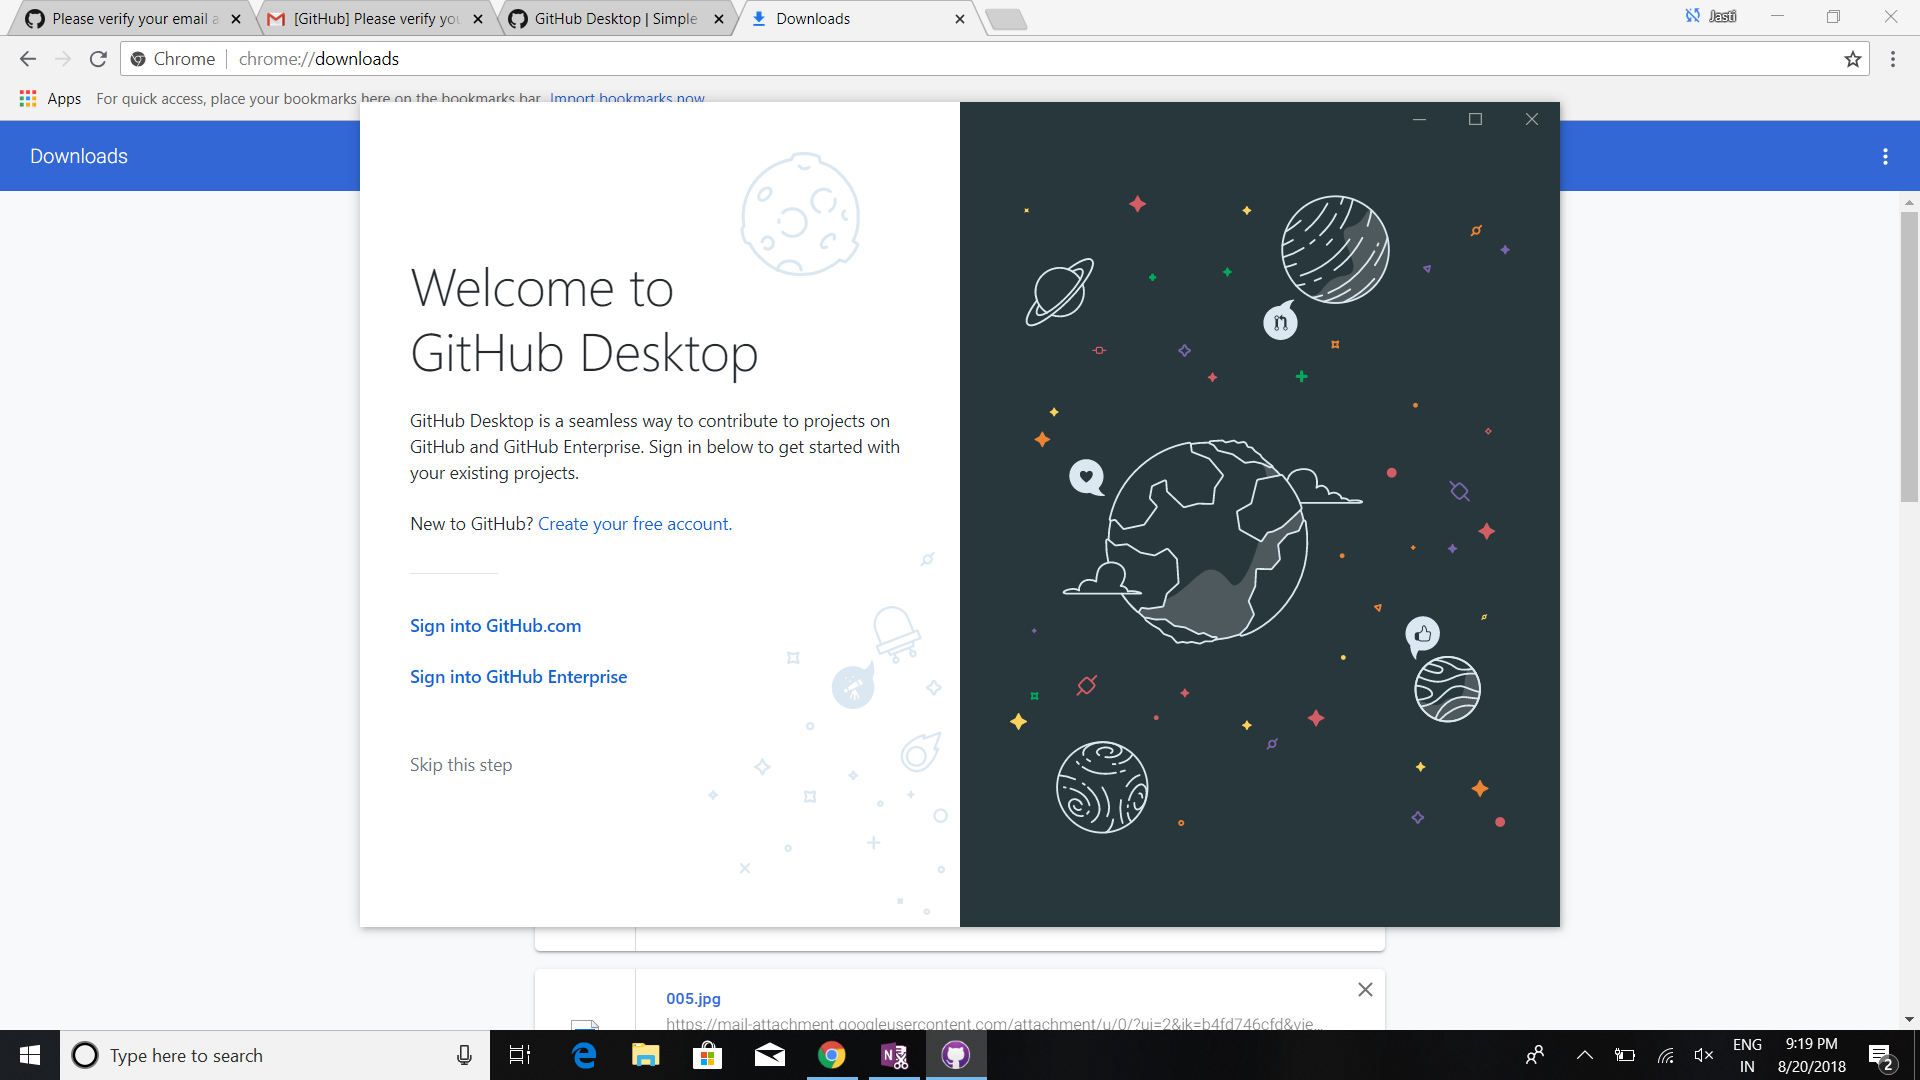 Please verify your email a
[GitHub] Please verify you
GitHub Desktop | Simple
Downloads
Jasti
Chrome
chrome://downloads
Apps
For quick access, place your bookmarks here on the bookmarks bar. Import bookmarks now...
Downloads
Welcome to
GitHub Desktop
GitHub Desktop is a seamless way to contribute to projects on
GitHub and GitHub Enterprise. Sign in below to get started with
your existing projects.
New to GitHub? Create your free account.
Sign into GitHub.com
Sign into GitHub Enterprise
Skip this step
005.jpg
https://mail-attachment.googleusercontent.com/attachment/u/0/?ui=2&ik=b4fd746cfd&vie...
Type here to search
N
ENG
IN
9:19 PM
8/20/2018
2